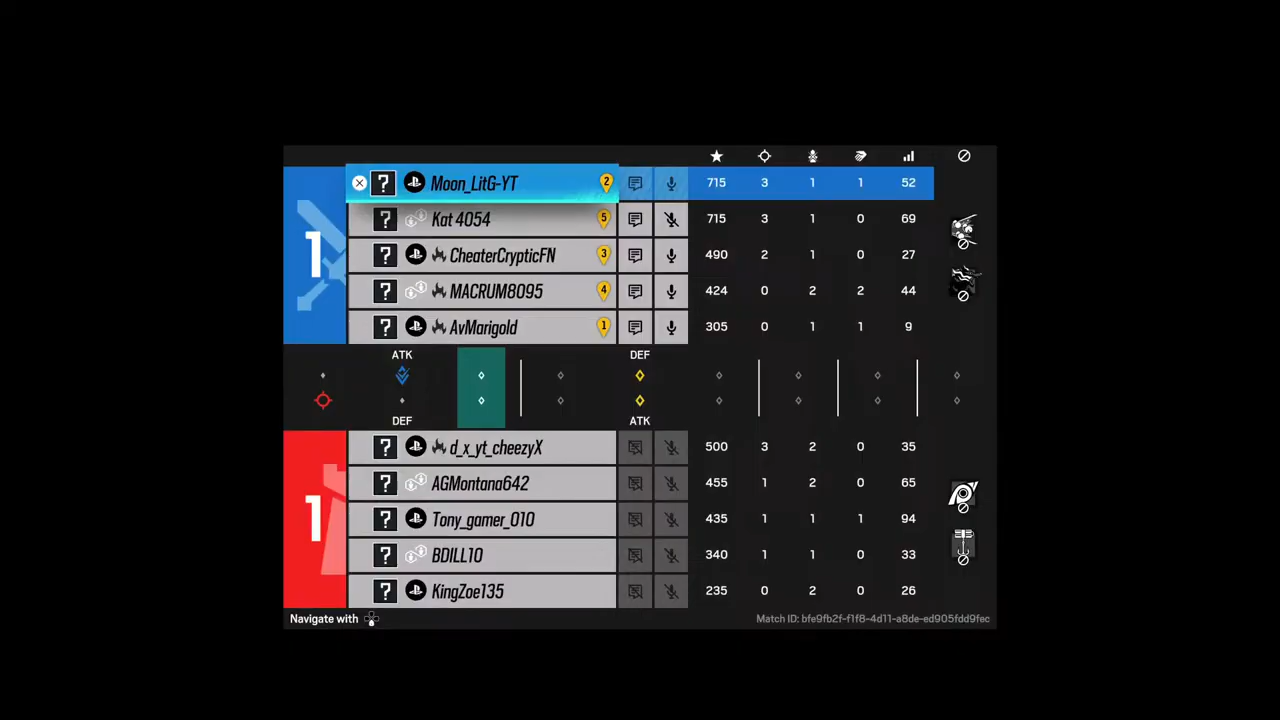 1
? Moon_LitG-YT 2 715 3 1 1 52
? Kat 4054 5 715 3 1 0 69
? CheaterCrypticFN 3 490 2 1 0 27
? MACRUM8095 4 424 0 2 2 44
? AvMarigold 1 305 0 1 1 9
ATK DEF
DEF ATK
1
? d_x_yt_cheezyX 500 3 2 0 35
? AGMontana642 455 1 2 0 65
? Tony_gamer_010 435 1 1 1 94
? BDILL10 340 1 1 0 33
? KingZoe135 235 0 2 0 26
Navigate with Match ID: bfe9fb2f-f1f8-4d11-a8de-ed905fdd9fec